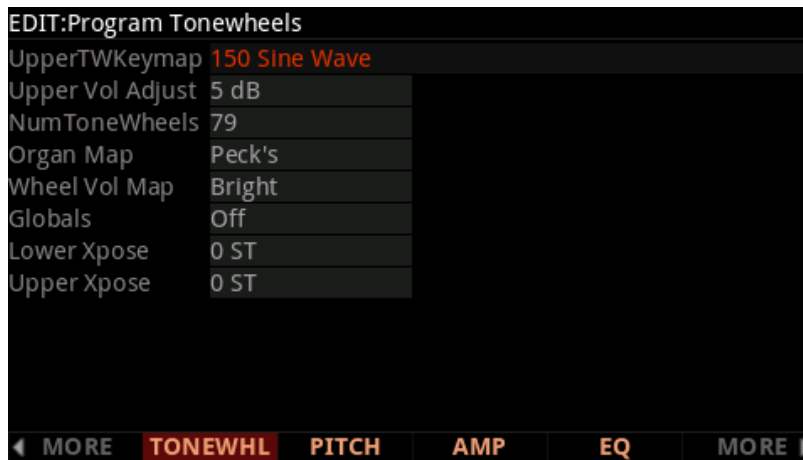 EDIT:Program Tonewheels
UpperTWKeymap 150 Sine Wave
Upper Vol Adjust 5 dB
NumToneWheels 79
Organ Map Peck's
Wheel Vol Map Bright
Globals Off
Lower Xpose 0 ST
Upper Xpose 0 ST
MORE TONEWHL PITCH AMP EQ MORE